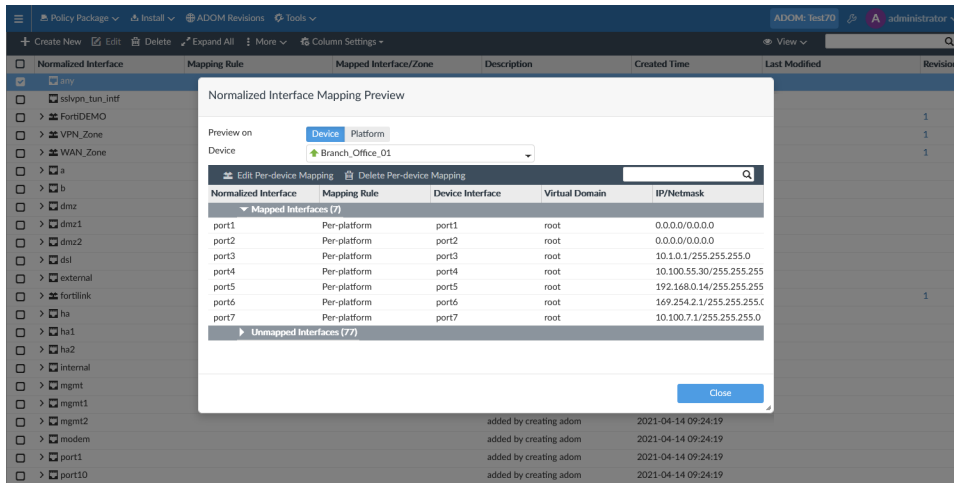 Policy Package Install ADOM Revisions Tools ADOM: Test70 A administrator
Create New Edit Delete Expand All More Column Settings View
Normalized Interface Mapping Rule Mapped Interface/Zone Description Created Time Last Modified Revision
any
sslvpn_tun_intf
FortiDEMO 1
VPN_Zone 1
WAN_Zone 1
a
b
dmz
dmz1
dmz2
dsl
external
fortilink 1
ha
ha1
ha2
internal
mgmt
mgmt1
mgmt2 added by creating adom 2021-04-14 09:24:19
modem added by creating adom 2021-04-14 09:24:19
port1 added by creating adom 2021-04-14 09:24:19
port10 added by creating adom 2021-04-14 09:24:19
Normalized Interface Mapping Preview
Preview on Device Platform
Device Branch_Office_01
Edit Per-device Mapping Delete Per-device Mapping
Normalized Interface Mapping Rule Device Interface Virtual Domain IP/Netmask
Mapped Interfaces (7)
port1 Per-platform port1 root 0.0.0.0/0.0.0.0
port2 Per-platform port2 root 0.0.0.0/0.0.0.0
port3 Per-platform port3 root 10.1.0.1/255.255.255.0
port4 Per-platform port4 root 10.100.55.30/255.255.255
port5 Per-platform port5 root 192.168.0.14/255.255.255
port6 Per-platform port6 root 169.254.2.1/255.255.255.0
port7 Per-platform port7 root 10.100.7.1/255.255.255.0
Unmapped Interfaces (77)
Close